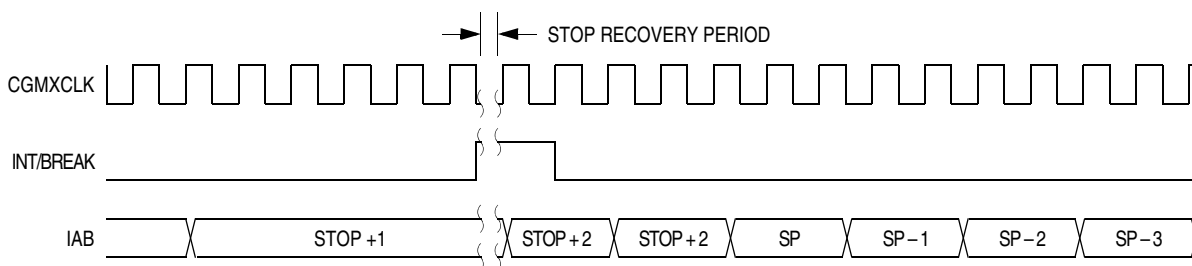 STOP RECOVERY PERIOD
CGMXCLK
INT/BREAK
IAB
STOP +1
STOP + 2
STOP + 2
SP
SP – 1
SP – 2
SP – 3